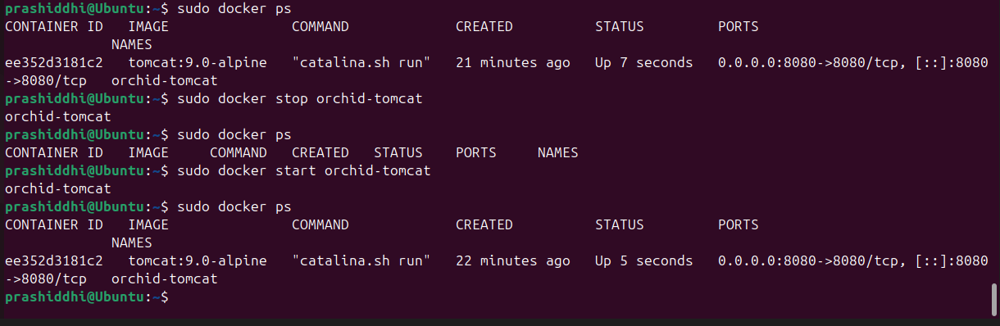 prashiddhi@Ubuntu:~$ sudo docker ps
CONTAINER ID   IMAGE               COMMAND             CREATED          STATUS         PORTS
             NAMES
ee352d3181c2   tomcat:9.0-alpine   "catalina.sh run"   21 minutes ago   Up 7 seconds   0.0.0.0:8080->8080/tcp, [::]:8080
->8080/tcp   orchid-tomcat
prashiddhi@Ubuntu:~$ sudo docker stop orchid-tomcat
orchid-tomcat
prashiddhi@Ubuntu:~$ sudo docker ps
CONTAINER ID   IMAGE     COMMAND   CREATED   STATUS    PORTS     NAMES
prashiddhi@Ubuntu:~$ sudo docker start orchid-tomcat
orchid-tomcat
prashiddhi@Ubuntu:~$ sudo docker ps
CONTAINER ID   IMAGE               COMMAND             CREATED          STATUS         PORTS
             NAMES
ee352d3181c2   tomcat:9.0-alpine   "catalina.sh run"   22 minutes ago   Up 5 seconds   0.0.0.0:8080->8080/tcp, [::]:8080
->8080/tcp   orchid-tomcat
prashiddhi@Ubuntu:~$